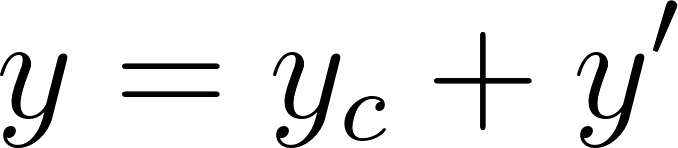 y = y_c + y'